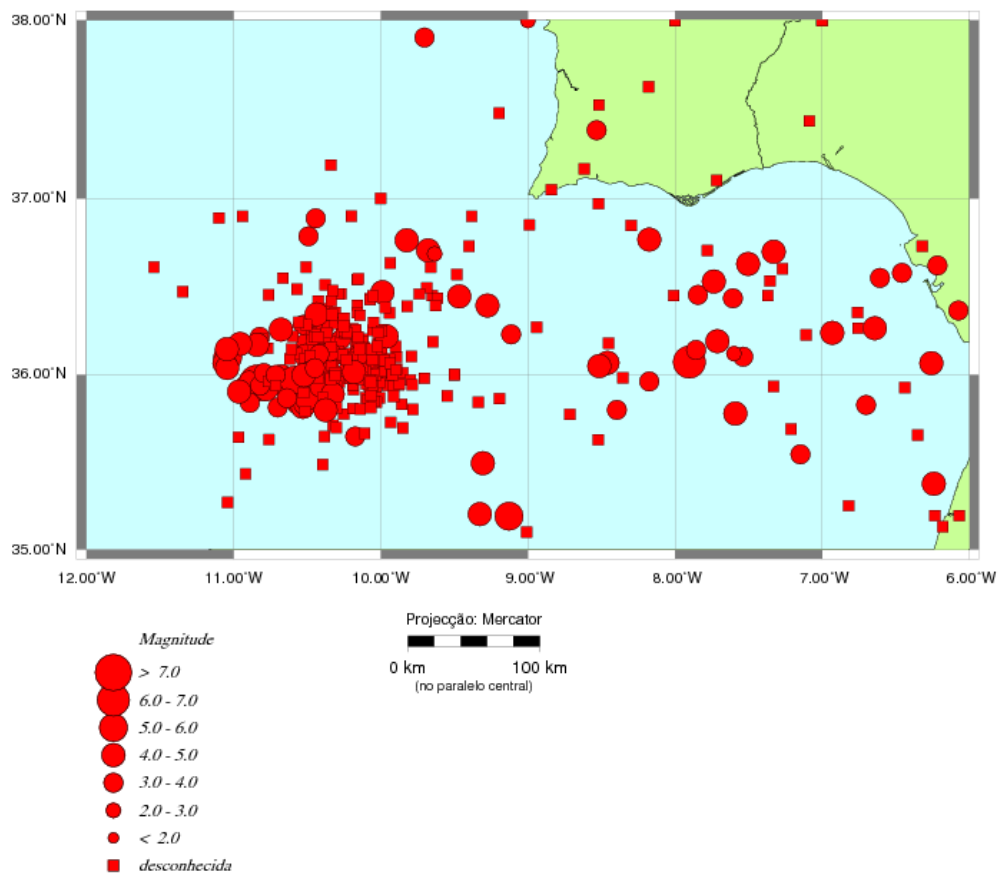 38.00°N
37.00°N
36.00°N
35.00°N
12.00°W 11.00°W 10.00°W 9.00°W 8.00°W 7.00°W 6.00°W
Projecção: Mercator
0 km 100 km
(no paralelo central)
Magnitude
> 7.0
6.0 - 7.0
5.0 - 6.0
4.0 - 5.0
3.0 - 4.0
2.0 - 3.0
< 2.0
desconhecida